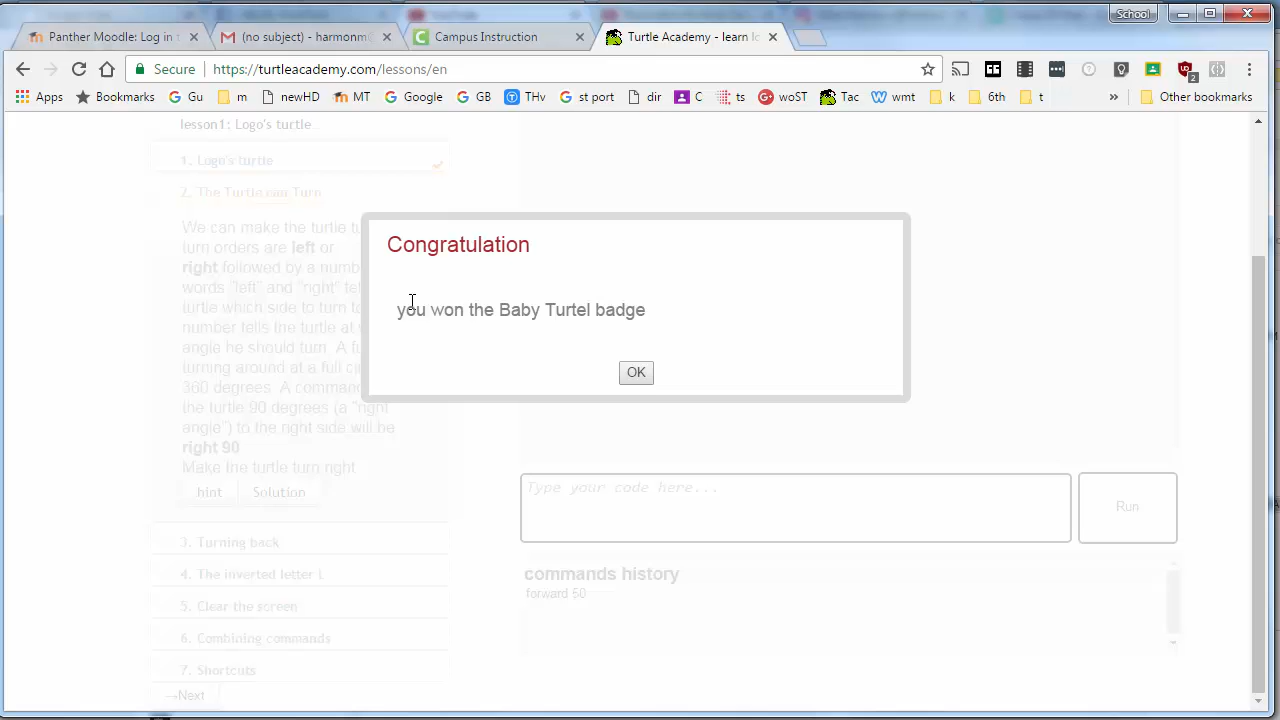 School
Panther Moodle: Log in t
(no subject) - harmonm@
Campus Instruction
Turtle Academy - learn lo
Secure
https://turtleacademy.com/lessons/en
Apps
Bookmarks
Gu
m
newHD
MT
Google
GB
THv
st port
dir
C
ts
woST
Tac
wmt
k
6th
t
»
Other bookmarks
lesson1: Logo's turtle
1. Logo's turtle
2. The Turtle can Turn
We can make the turtle t
turn orders are left or
right followed by a numb
words "left" and "right" tel
turtle which side to turn to
number tells the turtle at
angle he should turn. A fu
turning around at a full ci
360 degrees. A comman
the turtle 90 degrees (a "right
angle") to the right side will be
right 90
Make the turtle turn right
hint
Solution
3. Turning back
4. The inverted letter L
5. Clear the screen
6. Combining commands
7. Shortcuts
→Next
Congratulation
you won the Baby Turtel badge
OK
Type your code here...
Run
commands history
forward 50